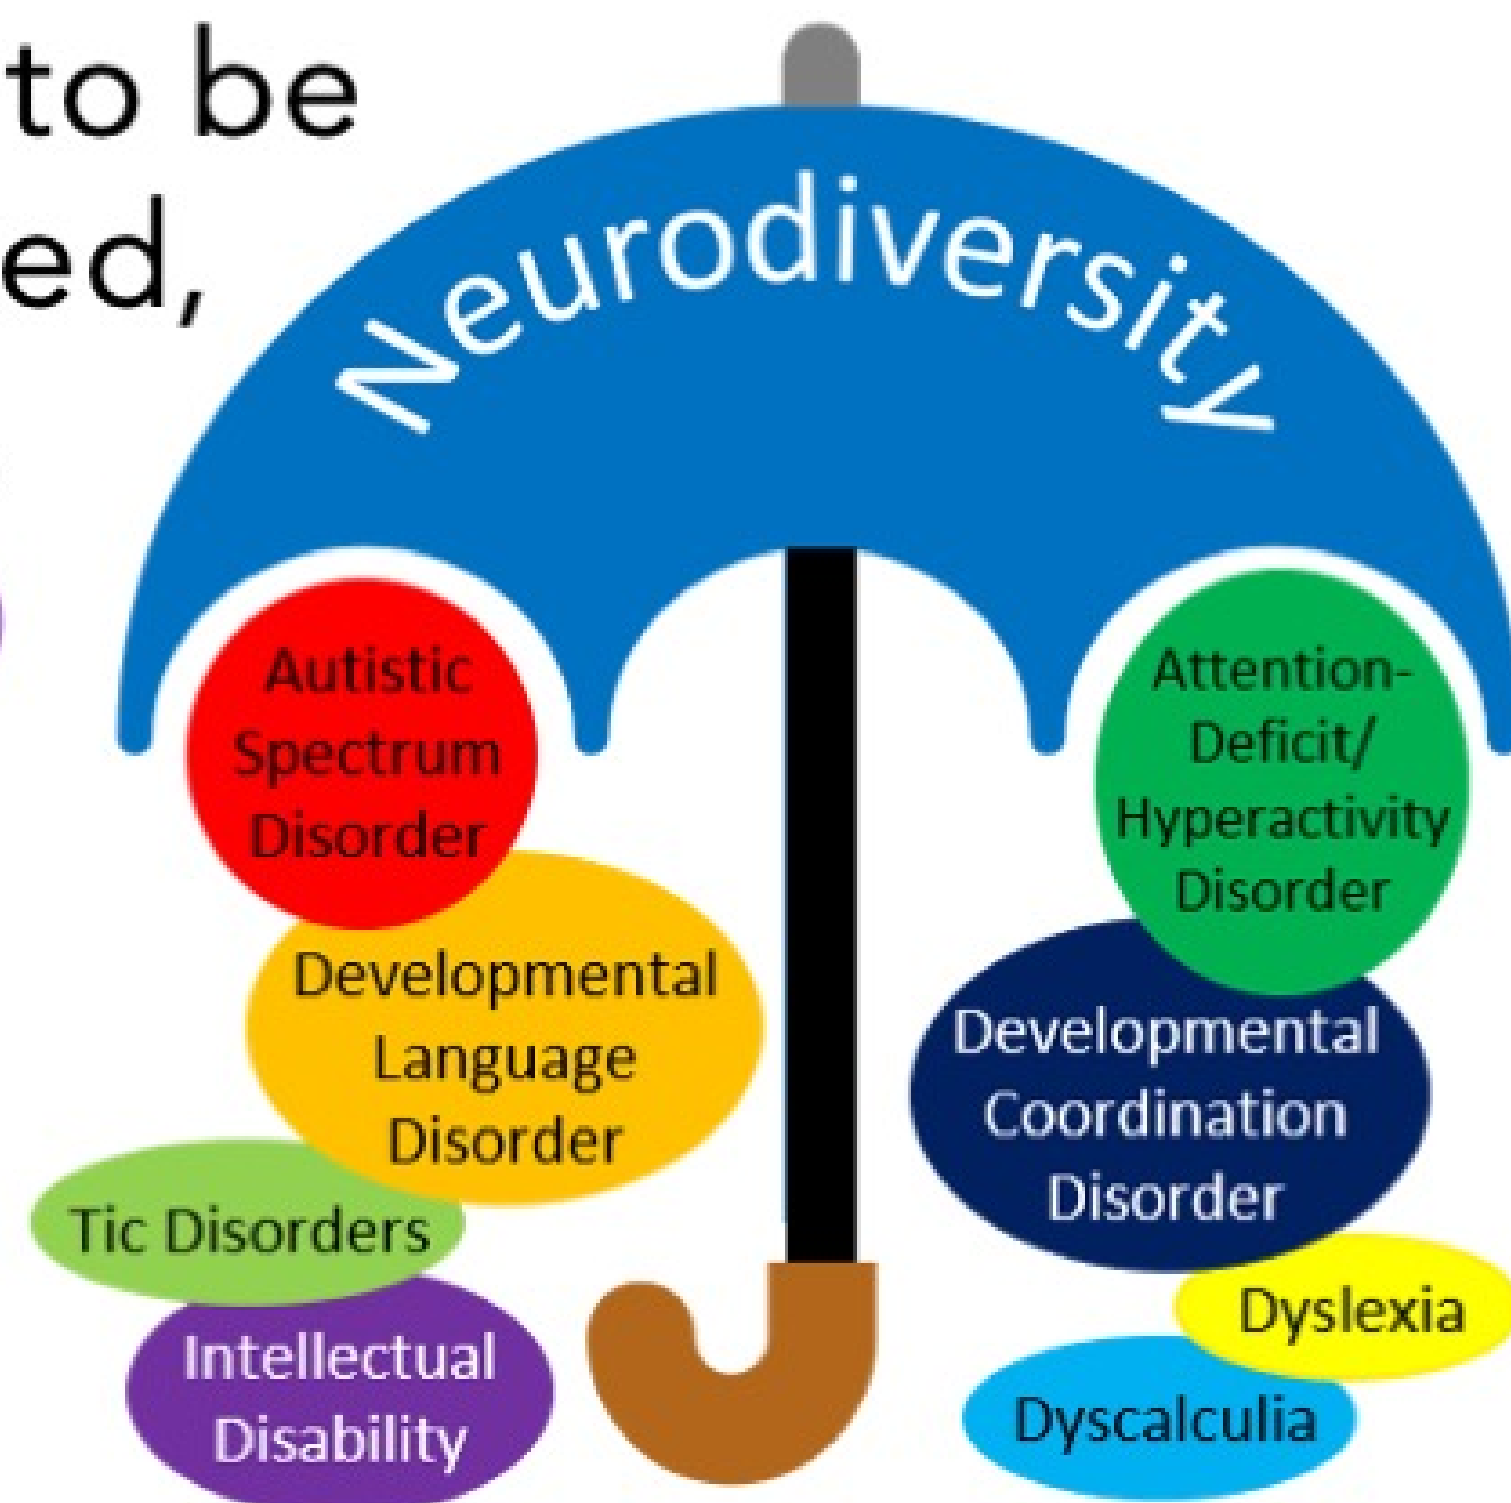 to be
ed,
Neurodiversity
Autistic
Spectrum
Disorder
Developmental
Language
Disorder
Tic Disorders
Intellectual
Disability
Attention-
Deficit/
Hyperactivity
Disorder
Developmental
Coordination
Disorder
Dyslexia
Dyscalculia